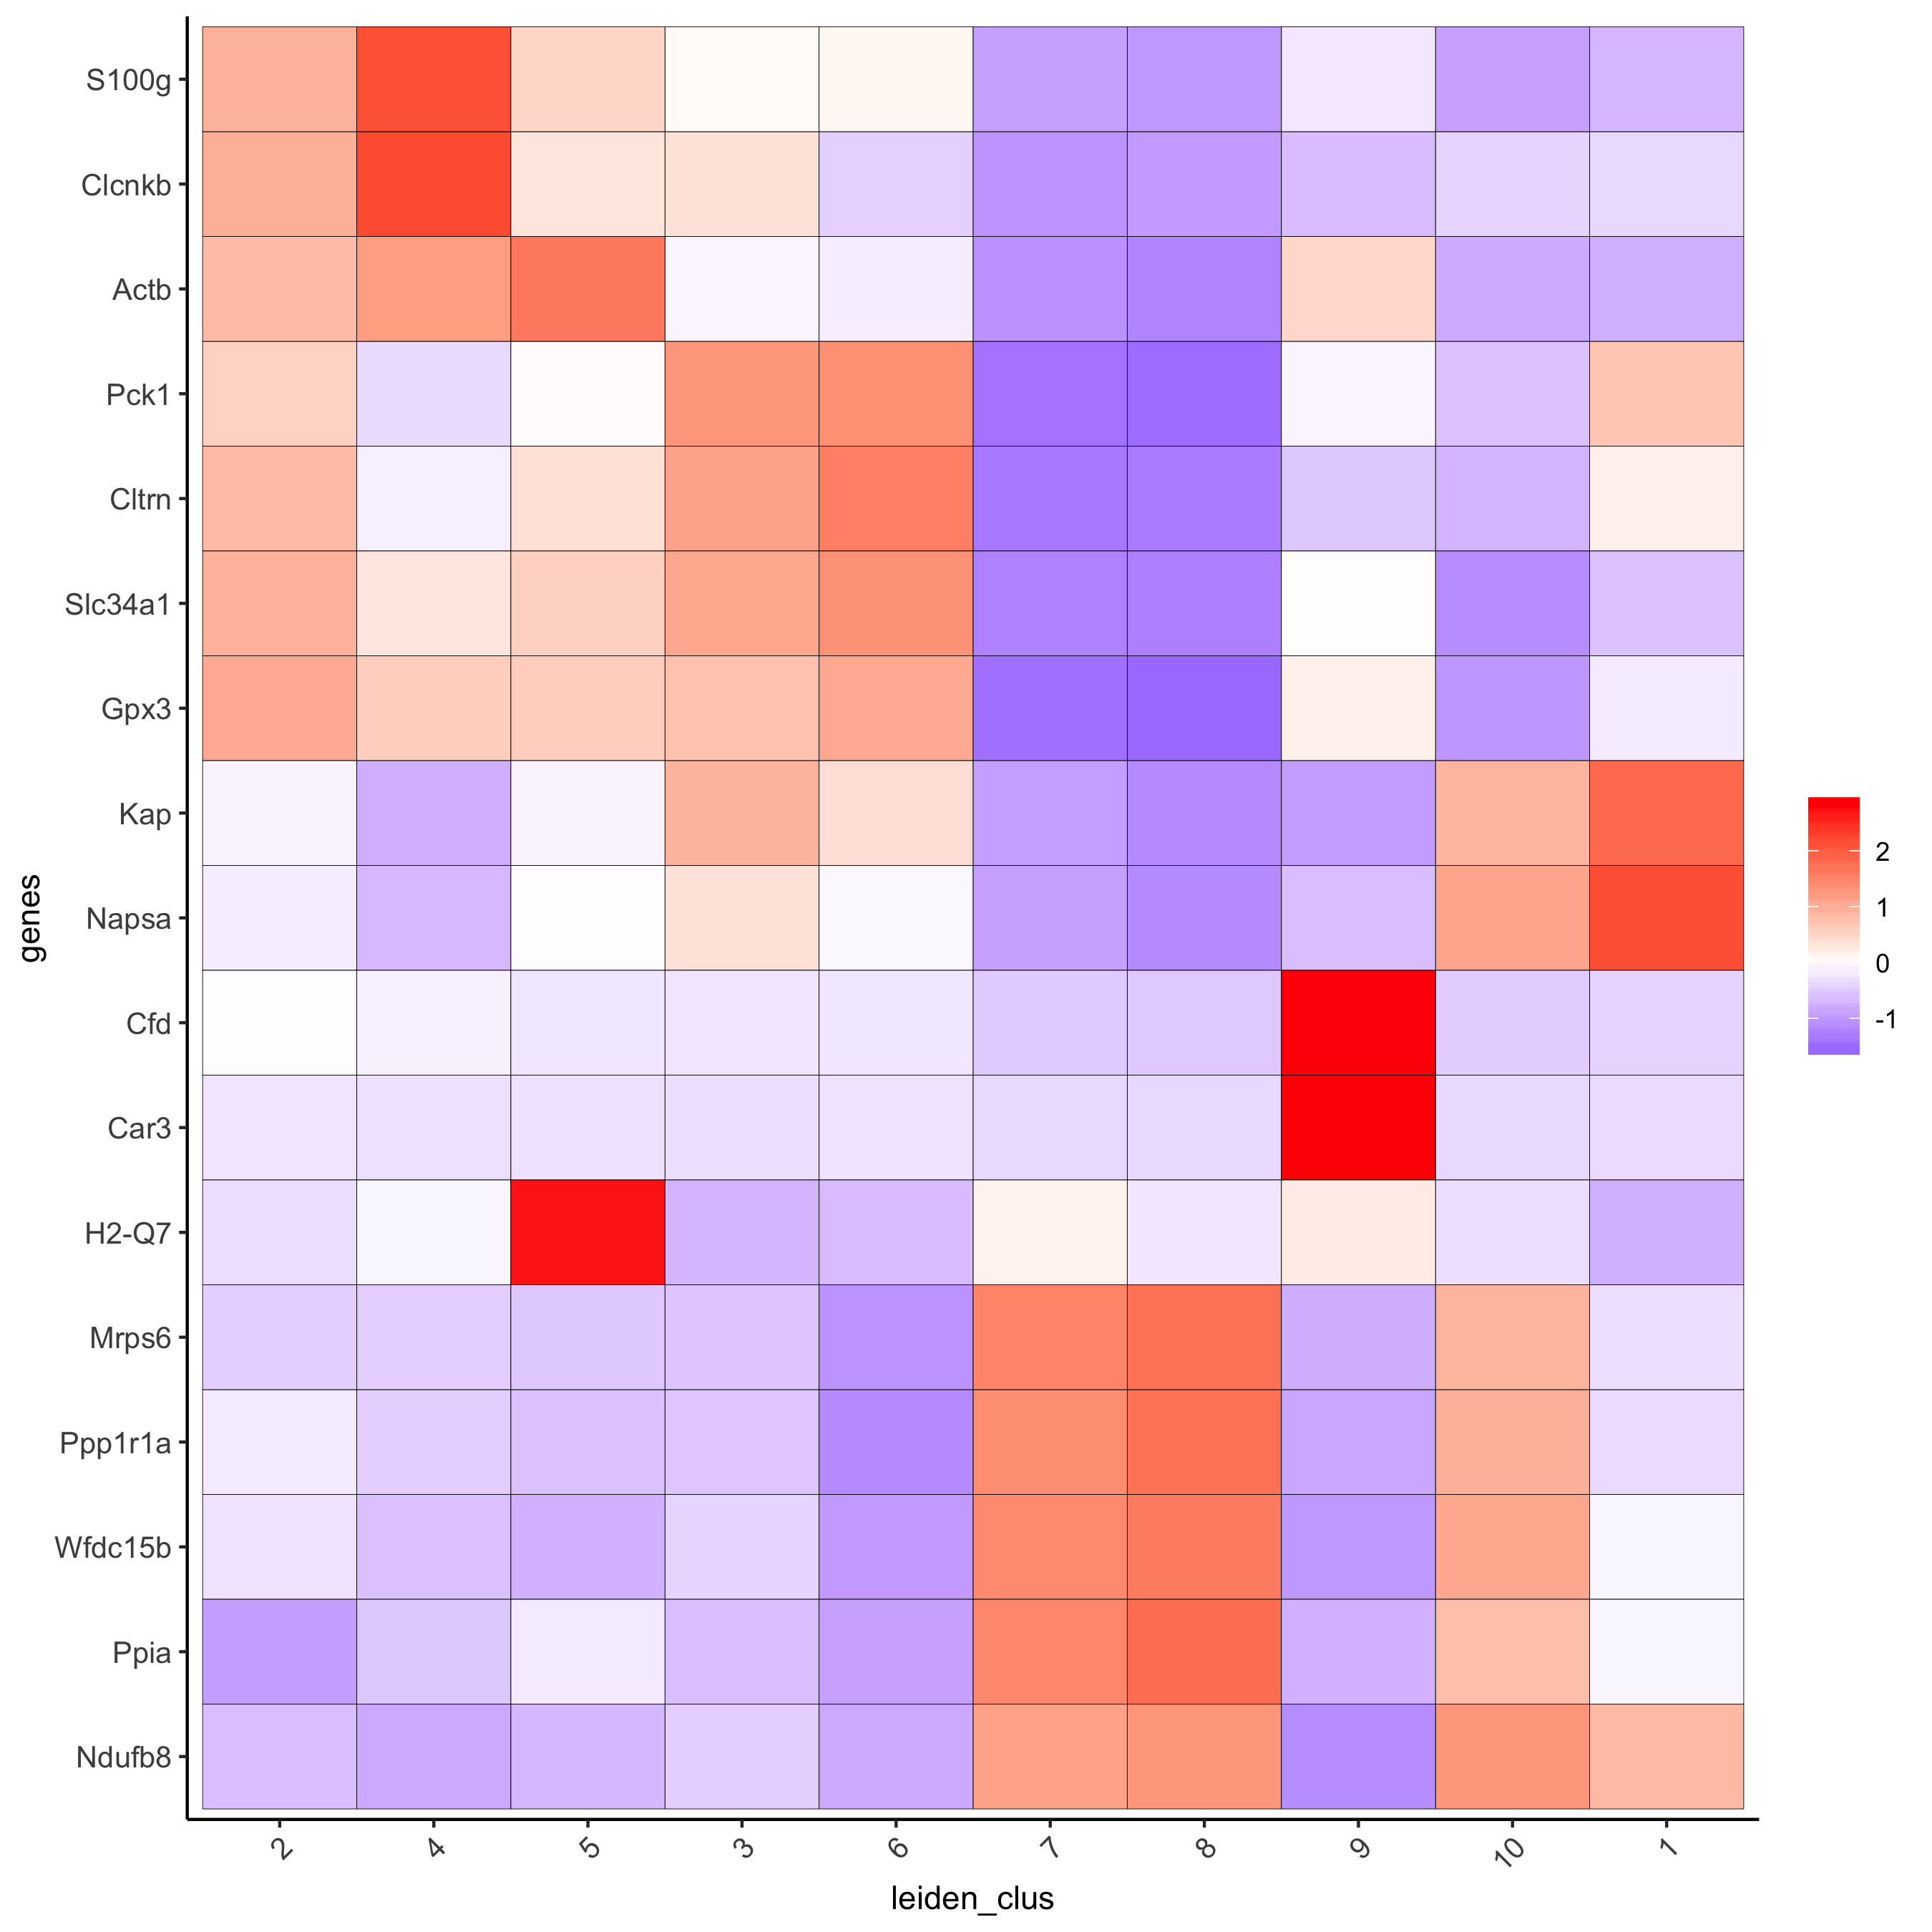 S100g
Clcnkb
Actb
Pck1
Cltrn
Slc34a1
Gpx3
Kap
Napsa
Cfd
Car3
H2-Q7
Mrps6
Ppp1r1a
Wfdc15b
Ppia
Ndufb8
genes
2 4 5 3 6 7 8 9 10 1
leiden_clus
2
1
0
-1